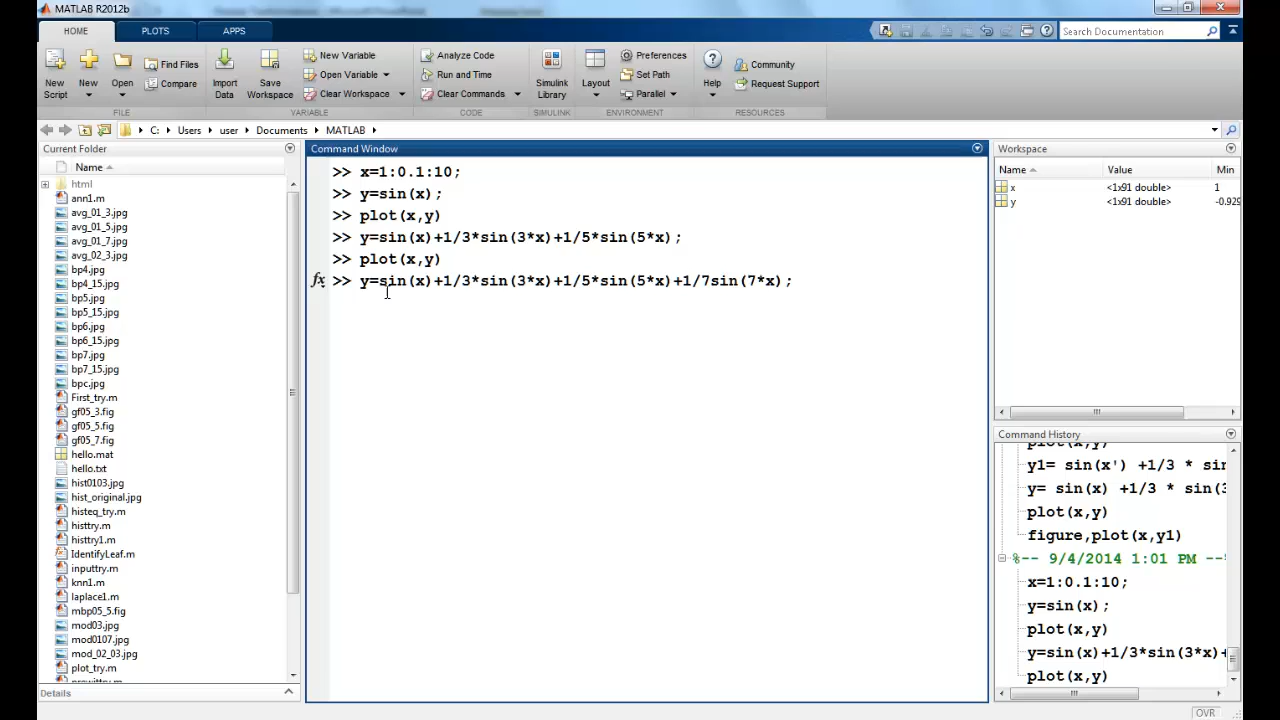 MATLAB R2012b
HOME
PLOTS
APPS
Search Documentation
New Script
New
Open
Find Files
Compare
Import Data
Save Workspace
New Variable
Open Variable
Clear Workspace
Analyze Code
Run and Time
Clear Commands
Simulink Library
Layout
Preferences
Set Path
Parallel
Help
Community
Request Support
FILE
VARIABLE
CODE
SIMULINK
ENVIRONMENT
RESOURCES
C:
Users
user
Documents
MATLAB
Current Folder
Name
html
ann1.m
avg_01_3.jpg
avg_01_5.jpg
avg_01_7.jpg
avg_02_3.jpg
bp4.jpg
bp4_15.jpg
bp5.jpg
bp5_15.jpg
bp6.jpg
bp6_15.jpg
bp7.jpg
bp7_15.jpg
bpc.jpg
First_try.m
gf05_3.fig
gf05_5.fig
gf05_7.fig
hello.mat
hello.txt
hist0103.jpg
hist_original.jpg
histeq_try.m
histtry.m
histtry1.m
IdentifyLeaf.m
inputtry.m
knn1.m
laplace1.m
mbp05_5.fig
mod03.jpg
mod0107.jpg
mod_02_03.jpg
plot_try.m
Details
Command Window
>> x=1:0.1:10;
>> y=sin(x);
>> plot(x,y)
>> y=sin(x)+1/3*sin(3*x)+1/5*sin(5*x);
>> plot(x,y)
fx >> y=sin(x)+1/3*sin(3*x)+1/5*sin(5*x)+1/7sin(7*x);
Workspace
Name Value Min
x <1x91 double> 1
y <1x91 double> -0.929
Command History
plot(x,y)
y1= sin(x') +1/3 * sin
y= sin(x) +1/3 * sin(3
plot(x,y)
figure,plot(x,y1)
%-- 9/4/2014 1:01 PM --%
x=1:0.1:10;
y=sin(x);
plot(x,y)
y=sin(x)+1/3*sin(3*x)+
plot(x,y)
OVR